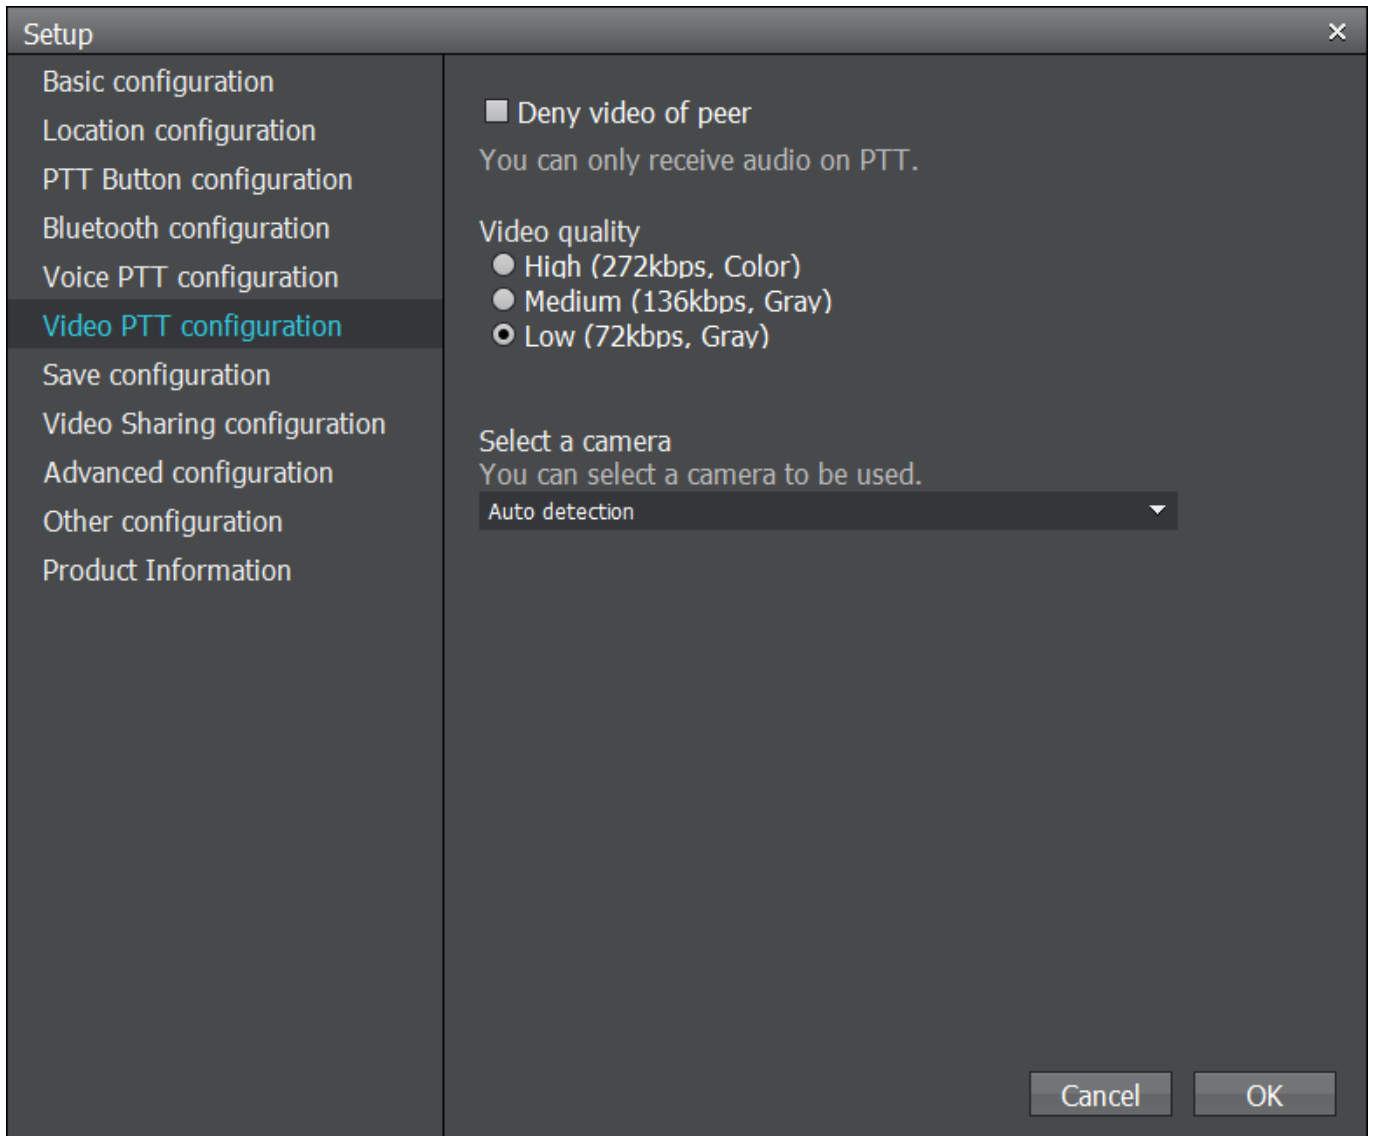 Setup
Basic configuration
Location configuration
PTT Button configuration
Bluetooth configuration
Voice PTT configuration
Video PTT configuration
Save configuration
Video Sharing configuration
Advanced configuration
Other configuration
Product Information
Deny video of peer
You can only receive audio on PTT.
Video quality
High (272kbps, Color)
Medium (136kbps, Gray)
Low (72kbps, Gray)
Select a camera
You can select a camera to be used.
Auto detection
Cancel
OK